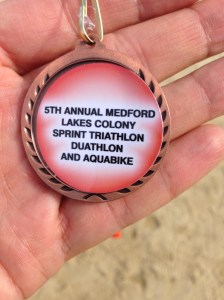 5TH ANNUAL MEDFORD
LAKES COLONY
SPRINT TRIATHLON
DUATHLON
AND AQUABIKE